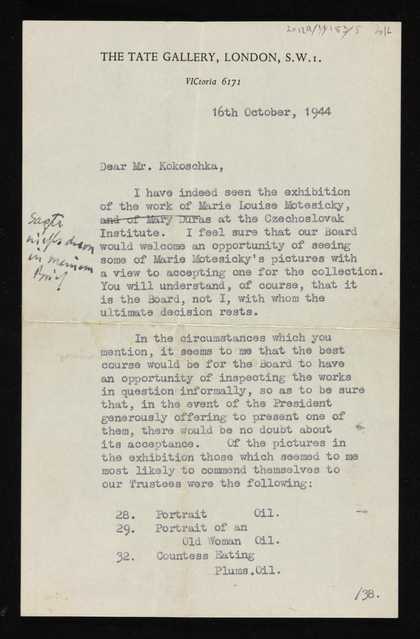 THE TATE GALLERY, LONDON, S.W.1.
VICtoria 6171
16th October, 1944
Dear Mr. Kokoschka,
I have indeed seen the exhibition
of the work of Marie Louise Motesicky,
and of Mary Duras at the Czechoslovak
Institute. I feel sure that our Board
would welcome an opportunity of seeing
some of Marie Motesicky's pictures with
a view to accepting one for the collection.
You will understand, of course, that it
is the Board, not I, with whom the
ultimate decision rests.
Sagte
nichts davon
in meinem
Brief
In the circumstances which you
mention, it seems to me that the best
course would be for the Board to have
an opportunity of inspecting the works
in question informally, so as to be sure
that, in the event of the President
generously offering to present one of
them, there would be no doubt about
its acceptance. Of the pictures in
the exhibition those which seemed to me
most likely to commend themselves to
our Trustees were the following:
28. Portrait Oil.
29. Portrait of an
Old Woman Oil.
32. Countess Eating
Plums. Oil.
/38.